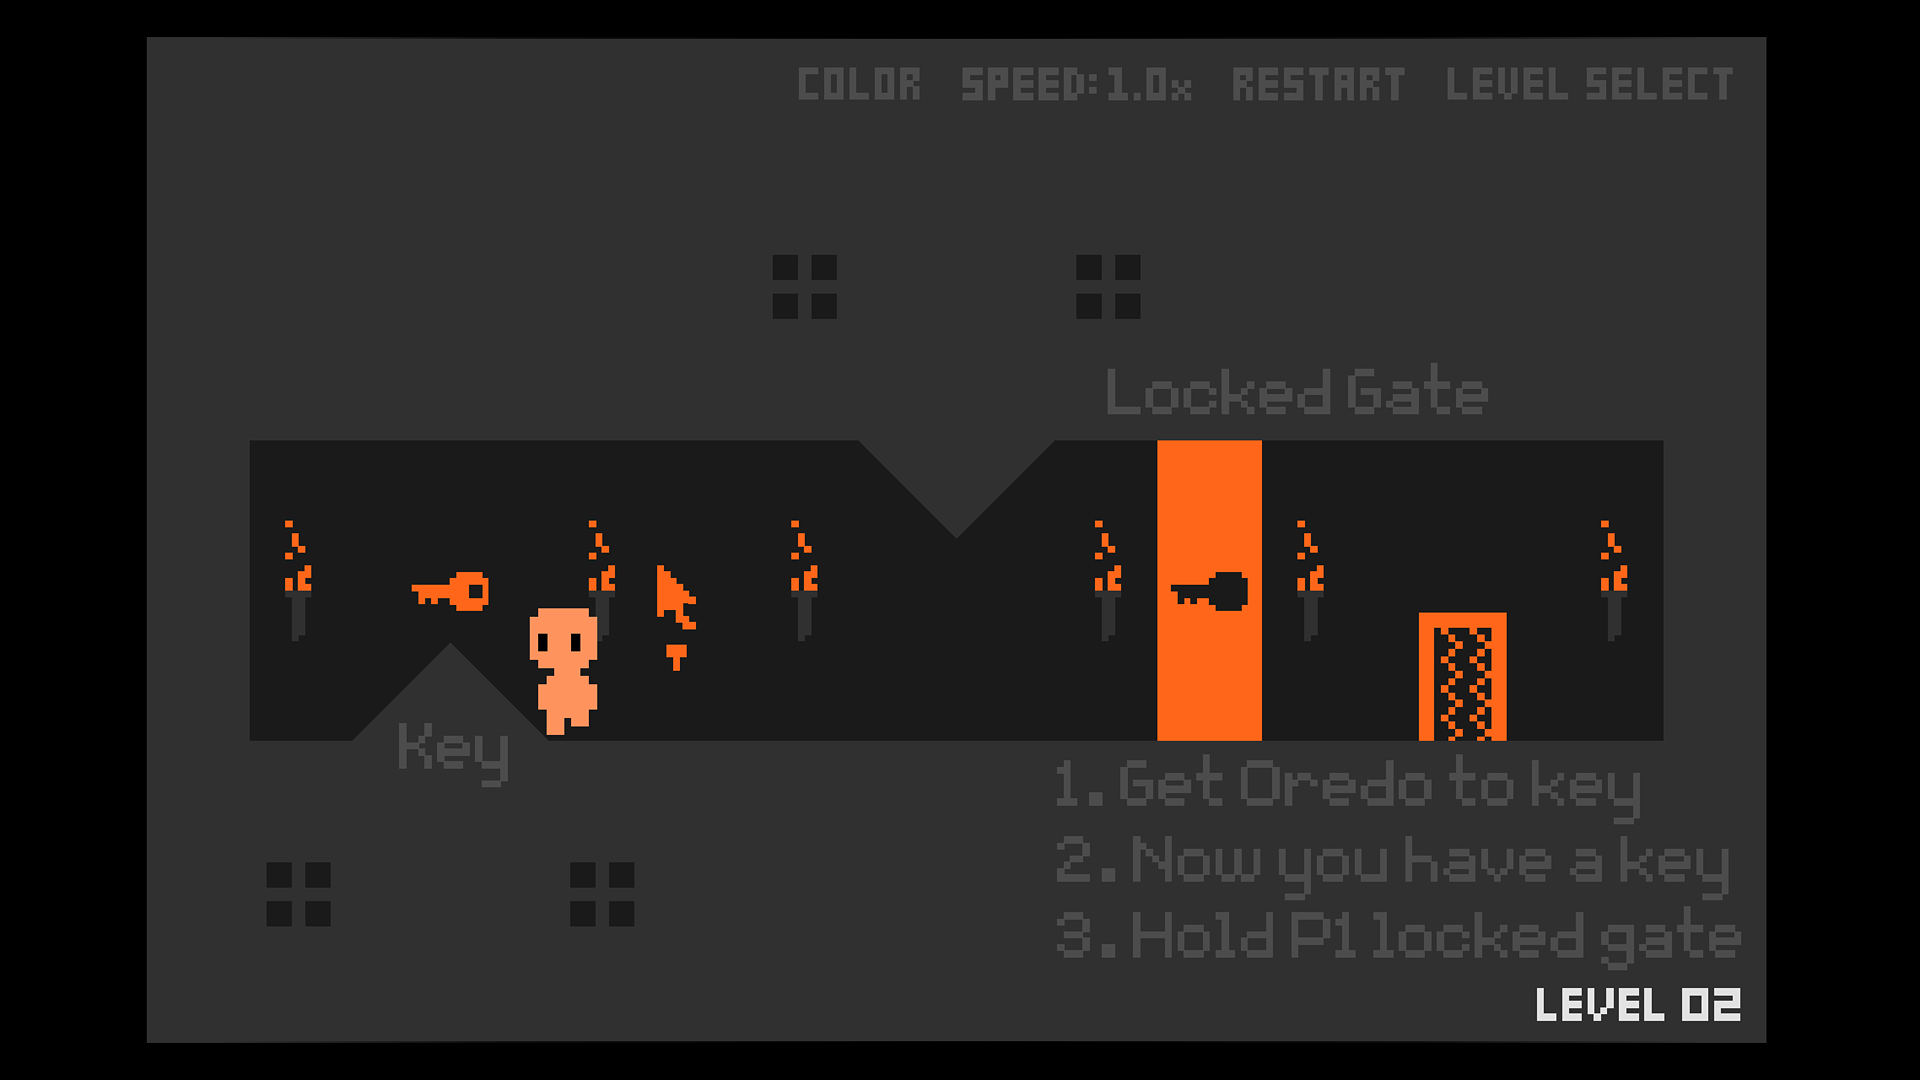 COLOR SPEED:1.0x RESTART LEVEL SELECT
Locked Gate
Key
1.Get Oredo to key
2.Now you have a key
3.Hold P1 locked gate
LEVEL 02